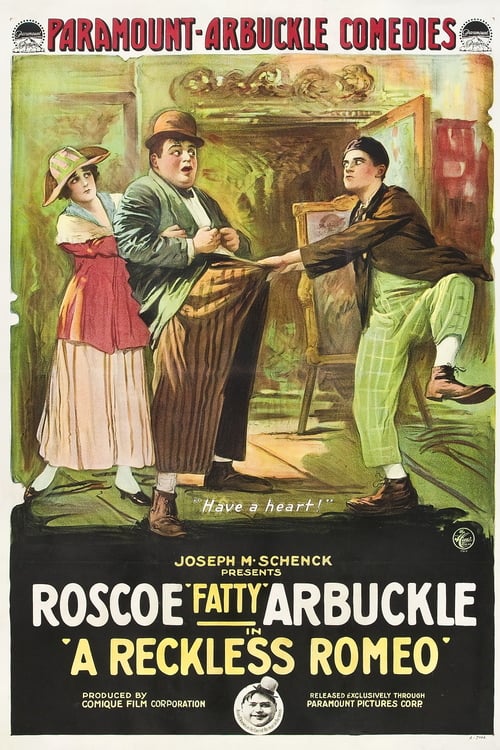 PARAMOUNT-ARBUCKLE COMEDIES
"Have a heart!"
JOSEPH M. SCHENCK
PRESENTS
ROSCOE "FATTY" ARBUCKLE
IN
'A RECKLESS ROMEO'
PRODUCED BY
COMIQUE FILM CORPORATION
RELEASED EXCLUSIVELY THROUGH
PARAMOUNT PICTURES CORP.